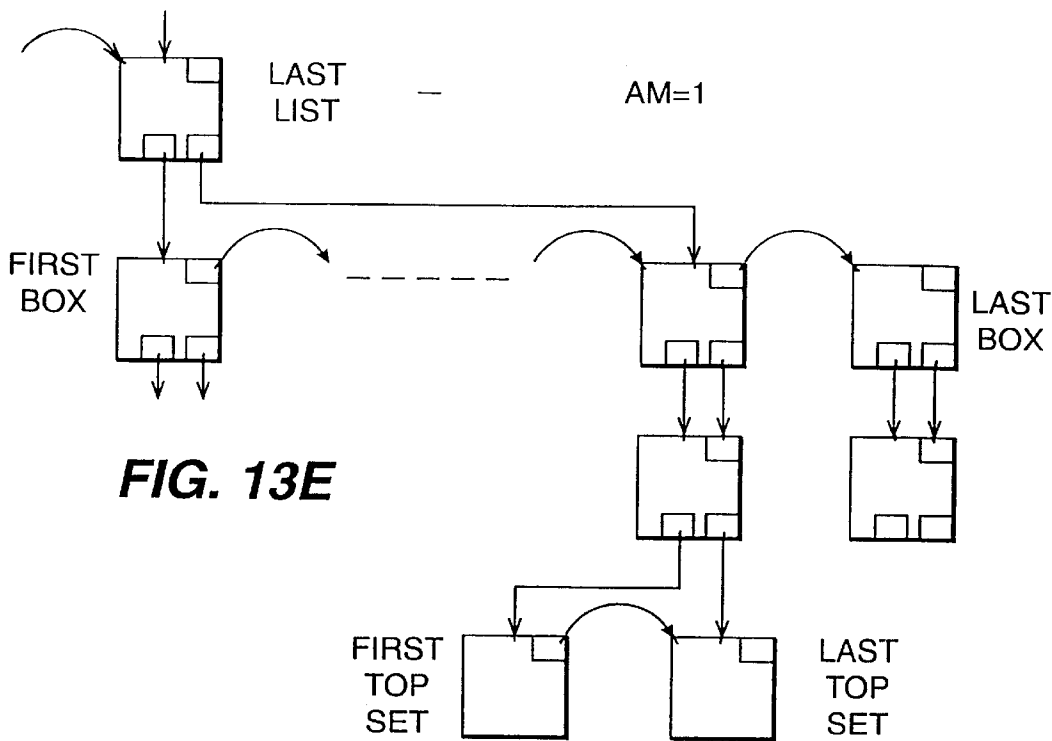 LAST
LIST
—
AM=1
FIRST
BOX
LAST
BOX
FIG. 13E
FIRST
TOP
SET
LAST
TOP
SET